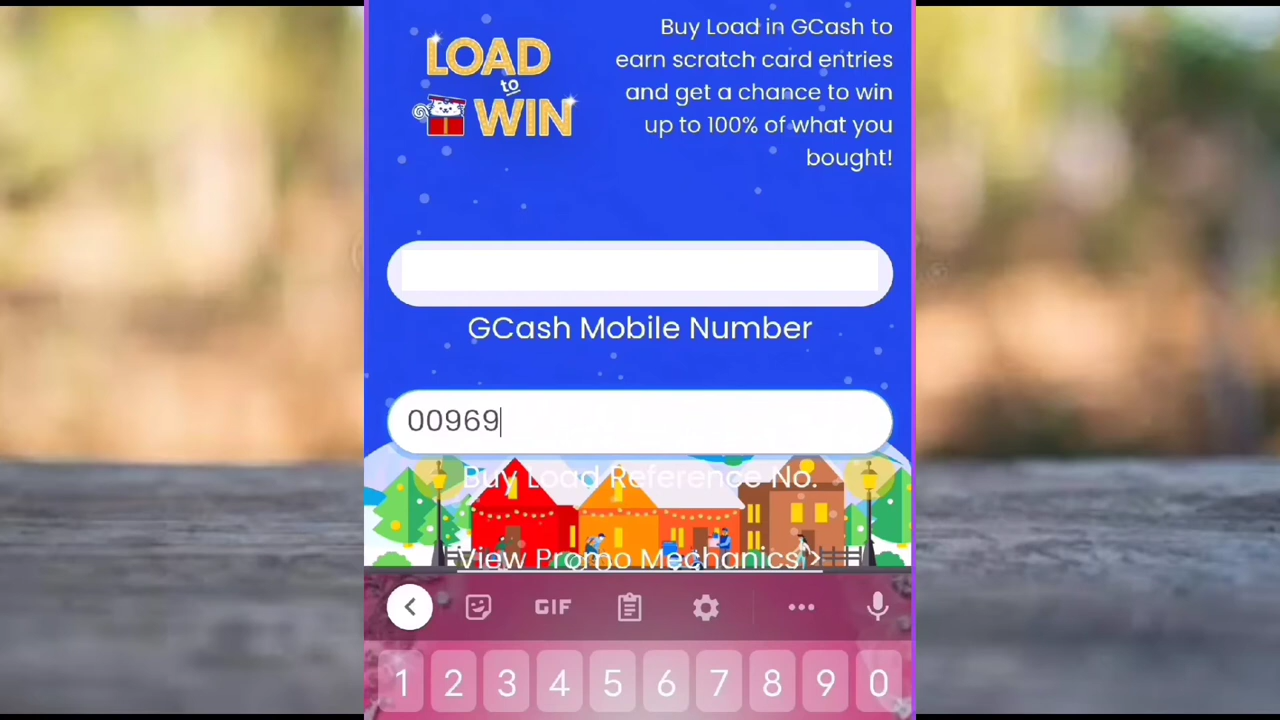 LOAD
to
WIN
Buy Load in GCash to
earn scratch card entries
and get a chance to win
up to 100% of what you
bought!
GCash Mobile Number
00969
Buy Load Reference No.
View Promo Mechanics >
GIF
1 2 3 4 5 6 7 8 9 0